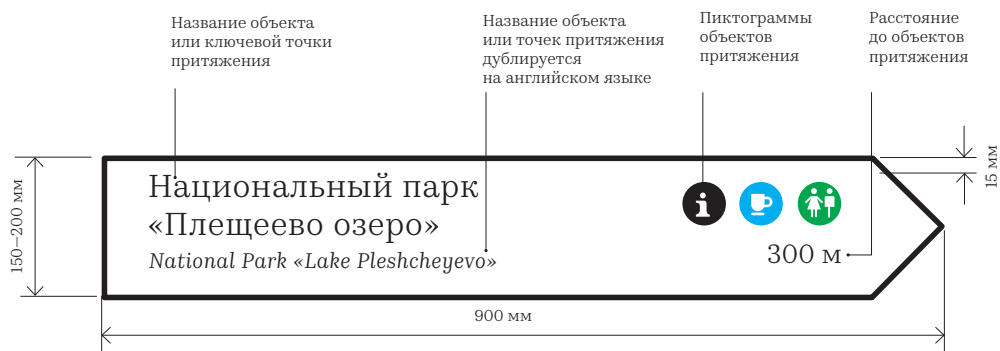 Название объекта
или ключевой точки
притяжения
Название объекта
или точек притяжения
дублируется
на английском языке
Пиктограммы
объектов
притяжения
Расстояние
до объектов
притяжения
150–200 мм
Национальный парк
«Плещеево озеро»
National Park «Lake Pleshcheyevo»
i
300 м
15 мм
900 мм